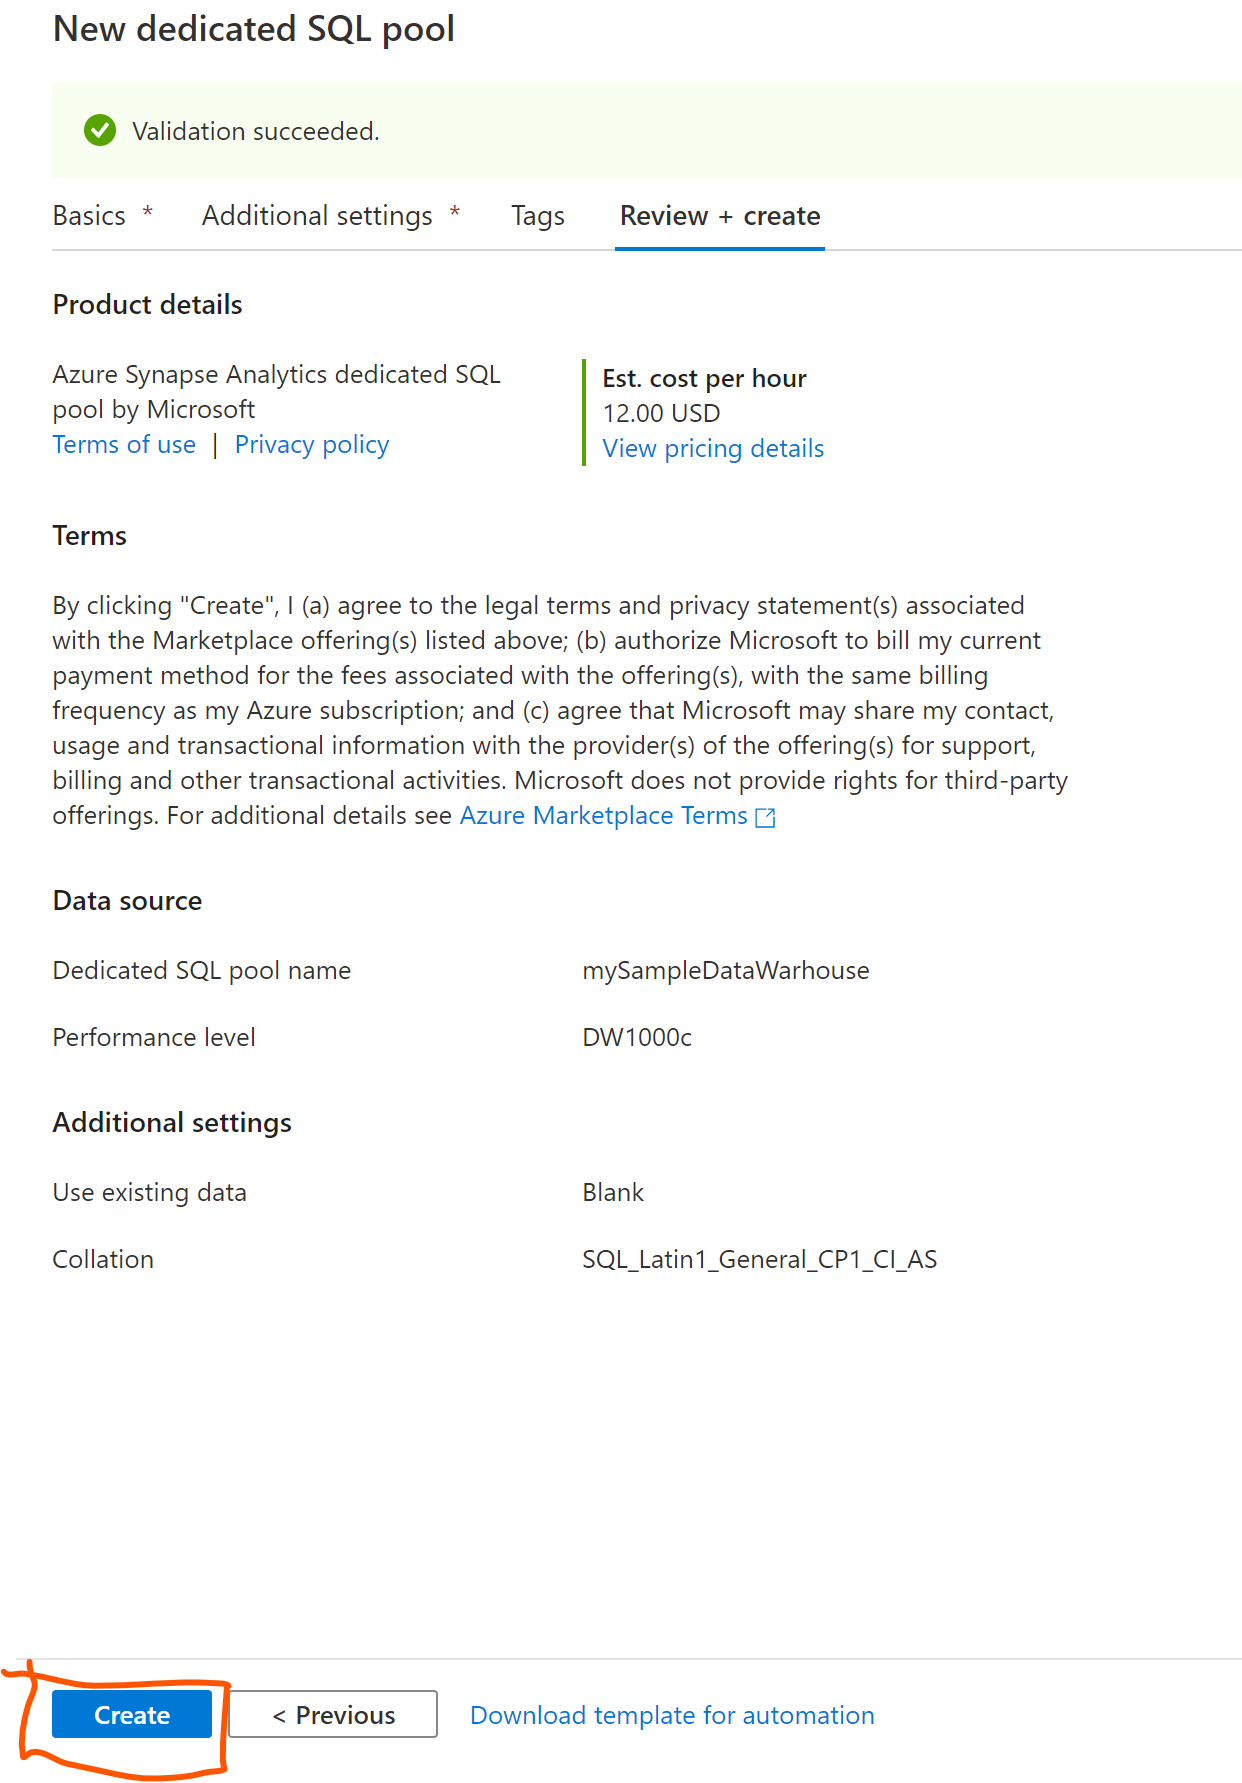 New dedicated SQL pool
Validation succeeded.
Basics * Additional settings * Tags Review + create
Product details
Azure Synapse Analytics dedicated SQL
pool by Microsoft
Terms of use | Privacy policy
Est. cost per hour
12.00 USD
View pricing details
Terms
By clicking "Create", I (a) agree to the legal terms and privacy statement(s) associated
with the Marketplace offering(s) listed above; (b) authorize Microsoft to bill my current
payment method for the fees associated with the offering(s), with the same billing
frequency as my Azure subscription; and (c) agree that Microsoft may share my contact,
usage and transactional information with the provider(s) of the offering(s) for support,
billing and other transactional activities. Microsoft does not provide rights for third-party
offerings. For additional details see Azure Marketplace Terms
Data source
Dedicated SQL pool name mySampleDataWarhouse
Performance level DW1000c
Additional settings
Use existing data Blank
Collation SQL_Latin1_General_CP1_CI_AS
Create < Previous Download template for automation